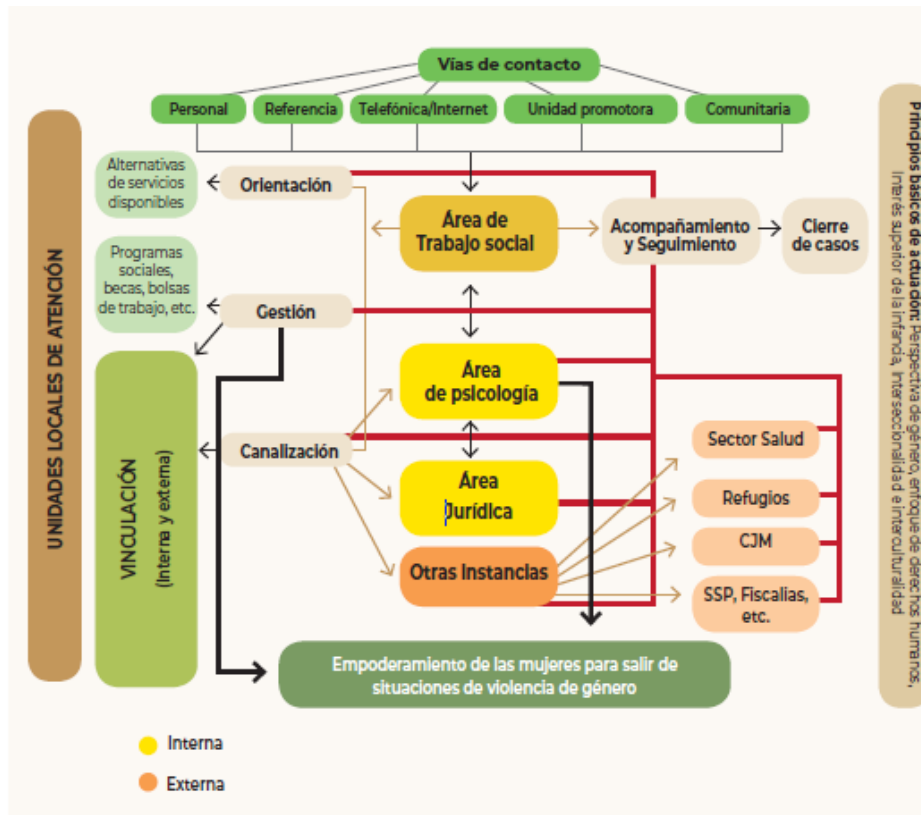 Vías de contacto
Personal
Referencia
Telefónica/Internet
Unidad promotora
Comunitaria
UNIDADES LOCALES DE ATENCIÓN
Alternativas
de servicios
disponibles
Orientación
Área de
Trabajo social
Acompañamiento
y Seguimiento
Cierre
de casos
Programas
sociales,
becas, bolsas
de trabajo, etc.
Gestión
VINCULACIÓN
(Interna y externa)
Área
de psicología
Canalización
Área
Jurídica
Otras Instancias
Sector Salud
Refugios
CJM
SSP, Fiscalias,
etc.
Empoderamiento de las mujeres para salir de
situaciones de violencia de género
Principios básicos de actuación: Perspectiva de género, enfoque de derechos humanos,
Interés superior de la infancia, Interseccionalidad e interculturalidad
Interna
Externa